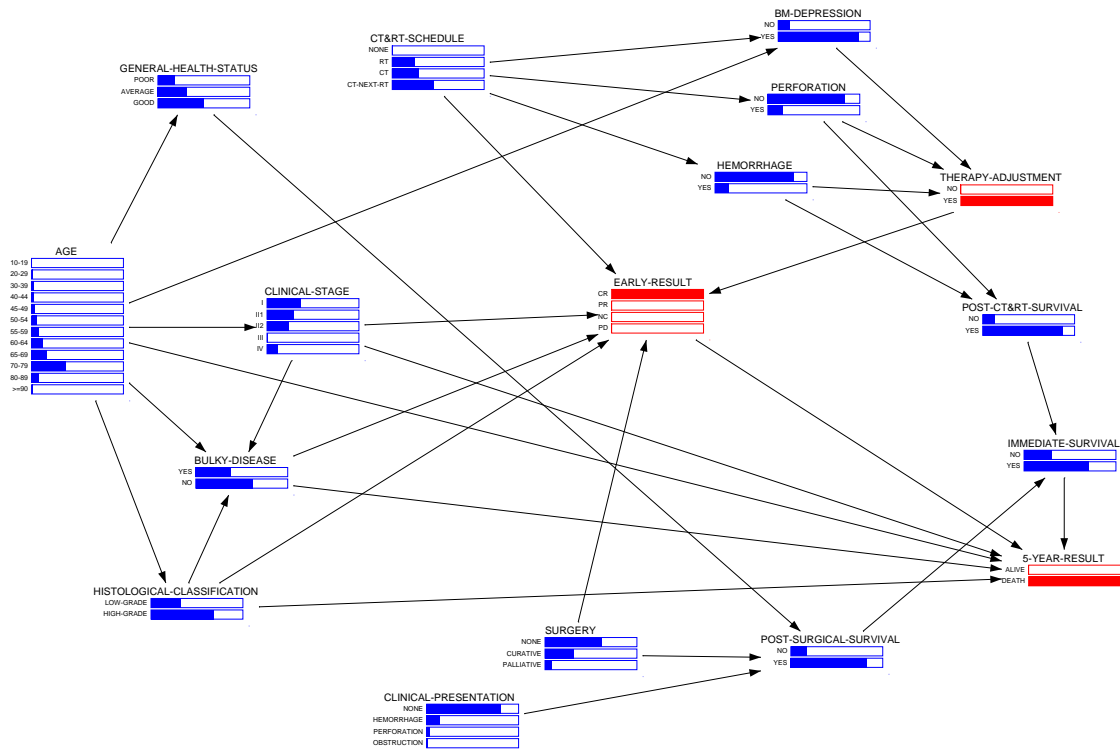 BM-DEPRESSION
NO
YES
CT&RT-SCHEDULE
NONE
RT
CT
CT-NEXT-RT
GENERAL-HEALTH-STATUS
POOR
AVERAGE
GOOD
PERFORATION
NO
YES
HEMORRHAGE
NO
YES
THERAPY-ADJUSTMENT
NO
YES
AGE
10-19
20-29
30-39
40-44
45-49
50-54
55-59
60-64
65-69
70-79
80-89
>=90
CLINICAL-STAGE
I
II1
II2
III
IV
EARLY-RESULT
CR
PR
NC
PD
POST-CT&RT-SURVIVAL
NO
YES
IMMEDIATE-SURVIVAL
NO
YES
BULKY-DISEASE
YES
NO
5-YEAR-RESULT
ALIVE
DEATH
HISTOLOGICAL-CLASSIFICATION
LOW-GRADE
HIGH-GRADE
SURGERY
NONE
CURATIVE
PALLIATIVE
POST-SURGICAL-SURVIVAL
NO
YES
CLINICAL-PRESENTATION
NONE
HEMORRHAGE
PERFORATION
OBSTRUCTION